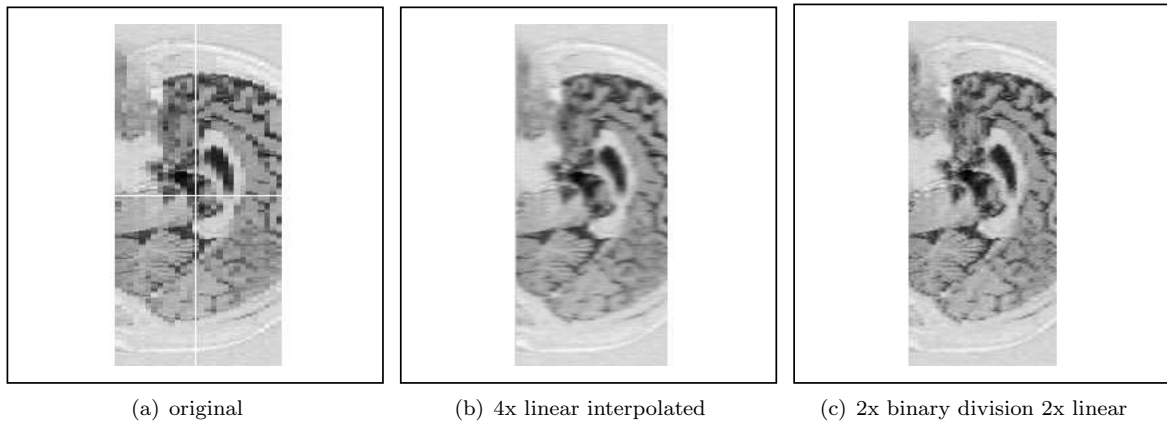 (a) original
(b) 4x linear interpolated
(c) 2x binary division 2x linear